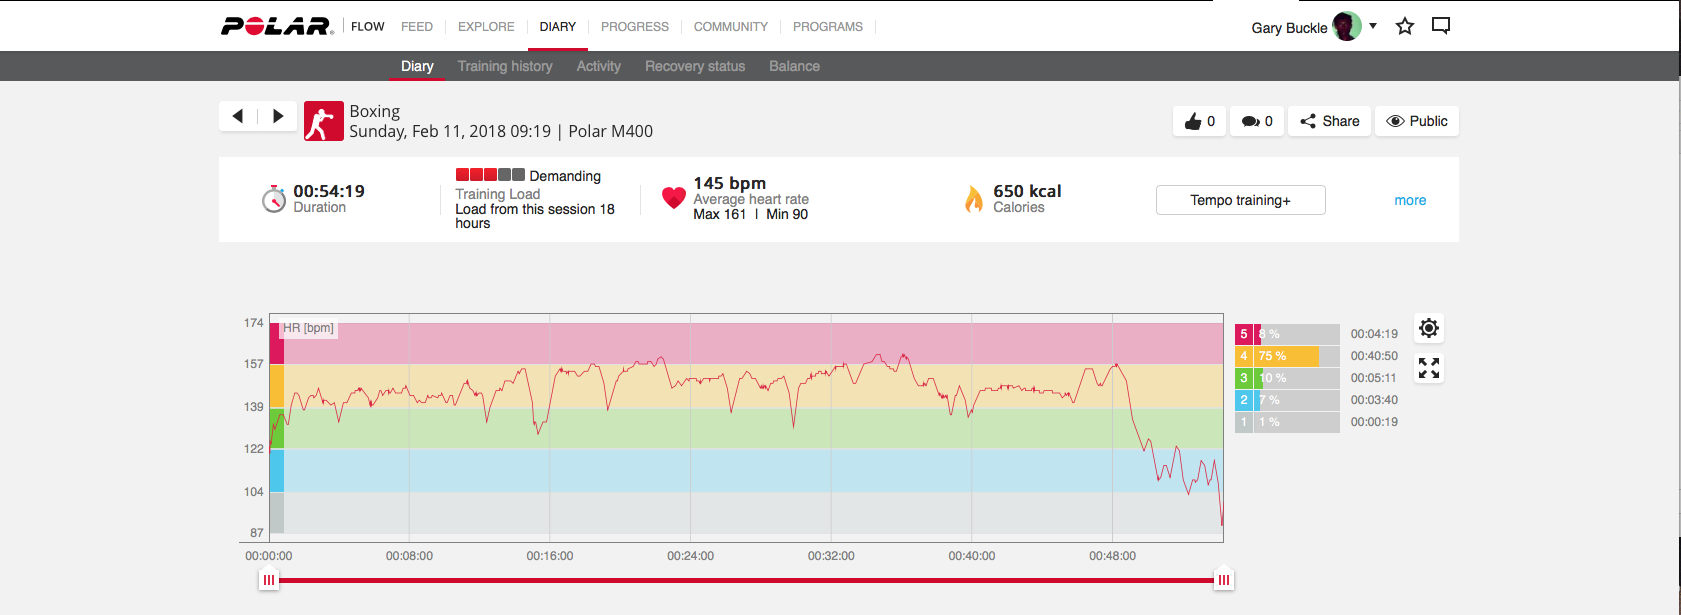 POLAR FLOW FEED EXPLORE DIARY PROGRESS COMMUNITY PROGRAMS Gary Buckle
Diary Training history Activity Recovery status Balance
Boxing
Sunday, Feb 11, 2018 09:19 | Polar M400
0 0 Share Public
00:54:19
Duration
Demanding
Training Load
Load from this session 18
hours
145 bpm
Average heart rate
Max 161 | Min 90
650 kcal
Calories
Tempo training+
more
HR [bpm]
174
157
139
122
104
87
00:00:00 00:08:00 00:16:00 00:24:00 00:32:00 00:40:00 00:48:00
5 8 % 00:04:19
4 75 % 00:40:50
3 10 % 00:05:11
2 7 % 00:03:40
1 1 % 00:00:19